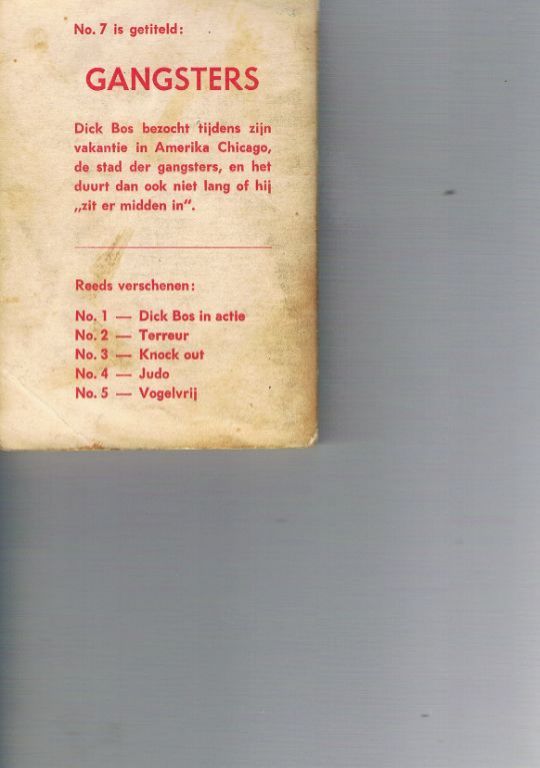 No. 7 is getiteld:
GANGSTERS
Dick Bos bezocht tijdens zijn
vakantie in Amerika Chicago,
de stad der gangsters, en het
duurt dan ook niet lang of hij
„zit er midden in“.
Reeds verschenen:
No. 1 — Dick Bos in actie
No. 2 — Terreur
No. 3 — Knock out
No. 4 — Judo
No. 5 — Vogelvrij